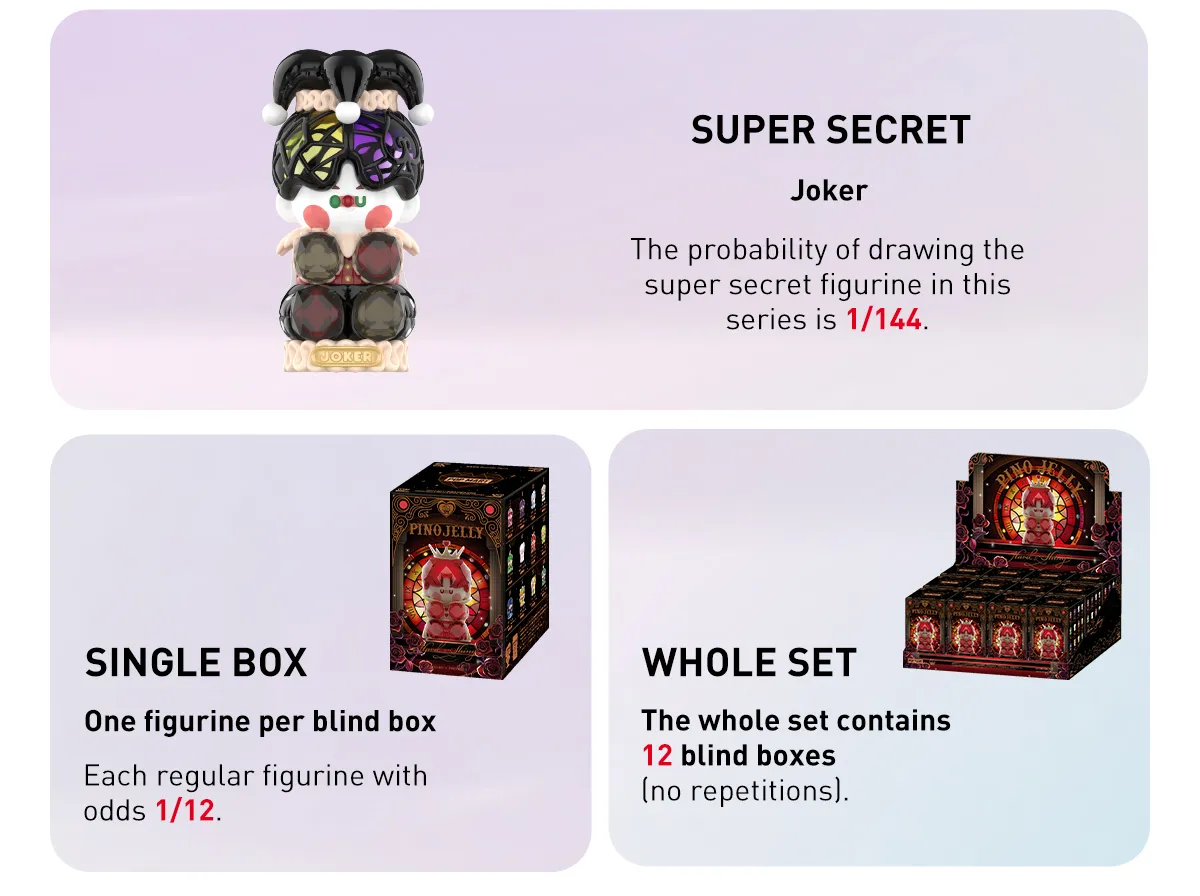 SUPER SECRET
Joker
The probability of drawing the
super secret figurine in this
series is 1/144.
OOU
JOKER
PINO JELLY
SINGLE BOX
One figurine per blind box
Each regular figurine with
odds 1/12.
PINO JELLY
WHOLE SET
The whole set contains
12 blind boxes
(no repetitions).